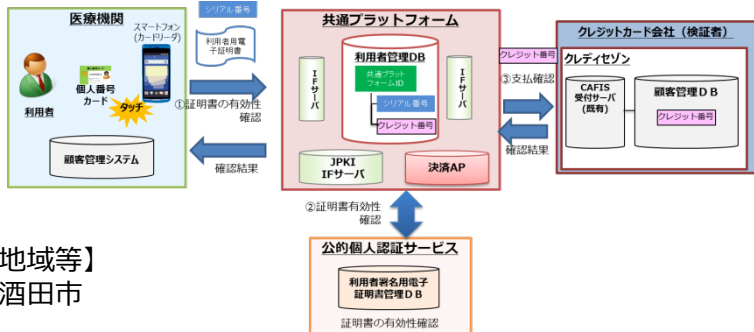 医療機関
スマートフォン
(カードリーダ)
利用者
個人番号
カード
タッチ
顧客管理システム
シリアル番号
利用者用電
子証明書
①証明書の有効性
確認
確認結果
共通プラットフォーム
IFサーバ
利用者管理DB
共通プラット
フォームID
シリアル番号
クレジット番号
IFサーバ
JPKI
IFサーバ
決済AP
クレジット番号
③支払確認
確認結果
クレジットカード会社（検証者）
クレディセゾン
CAFIS
受付サーバ
(既有)
顧客管理ＤＢ
クレジット番号
②証明書有効性
確認
公的個人認証サービス
利用者署名用電子
証明書管理ＤＢ
証明書の有効性確認
地域等】
酒田市